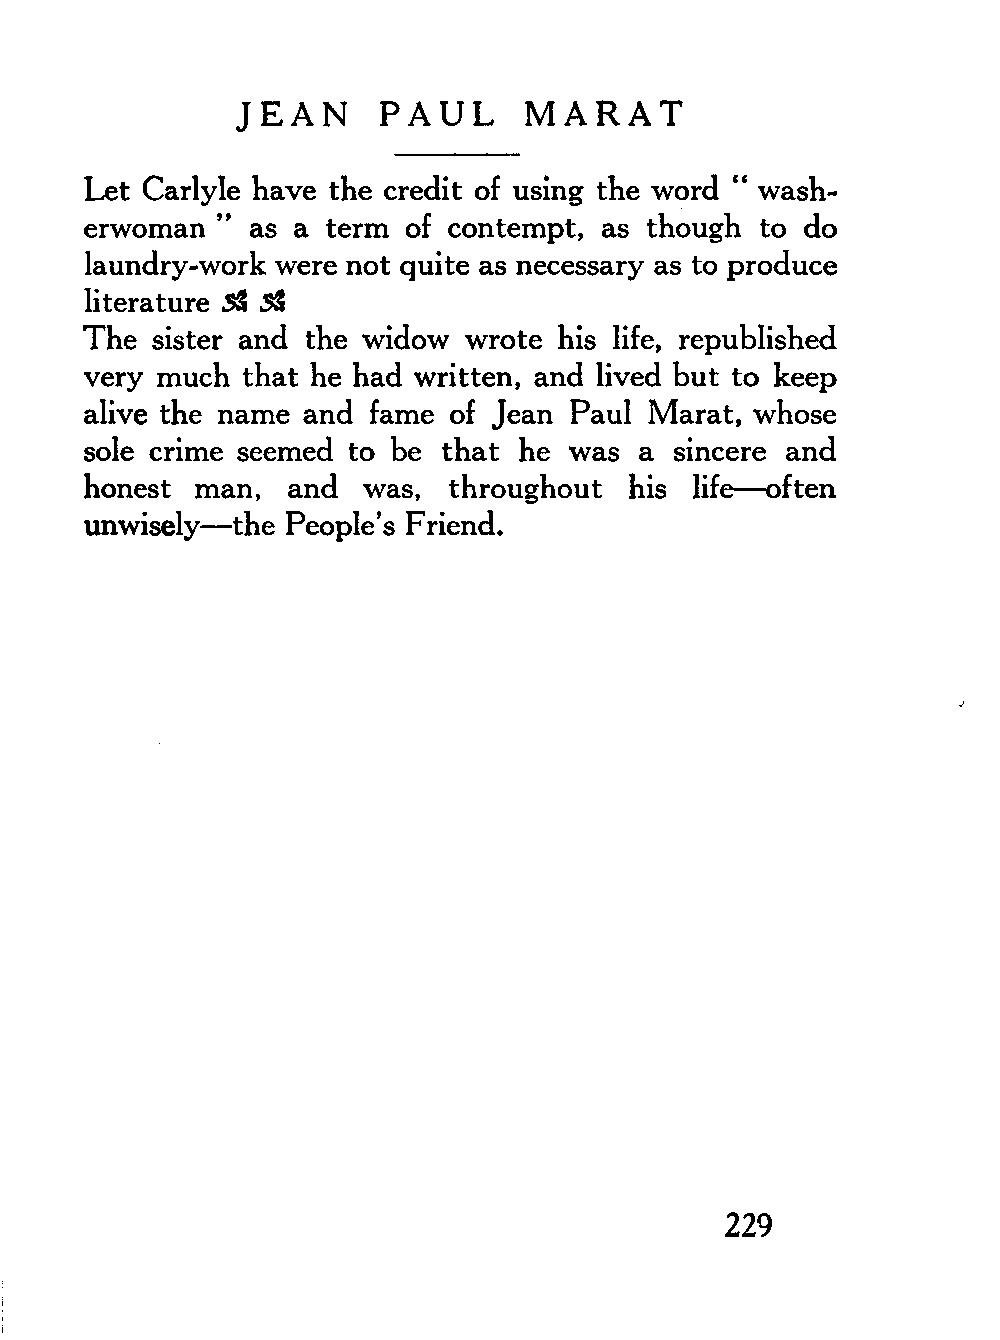 JEAN PAUL MARAT
Let Carlyle have the credit of using the word “ wash-
erwoman ” as a term of contempt, as though to do
laundry-work were not quite as necessary as to produce
literature
The sister and the widow wrote his life, republished
very much that he had written, and lived but to keep
alive the name and fame of Jean Paul Marat, whose
sole crime seemed to be that he was a sincere and
honest man, and was, throughout his life—often
unwisely—the People's Friend.
229